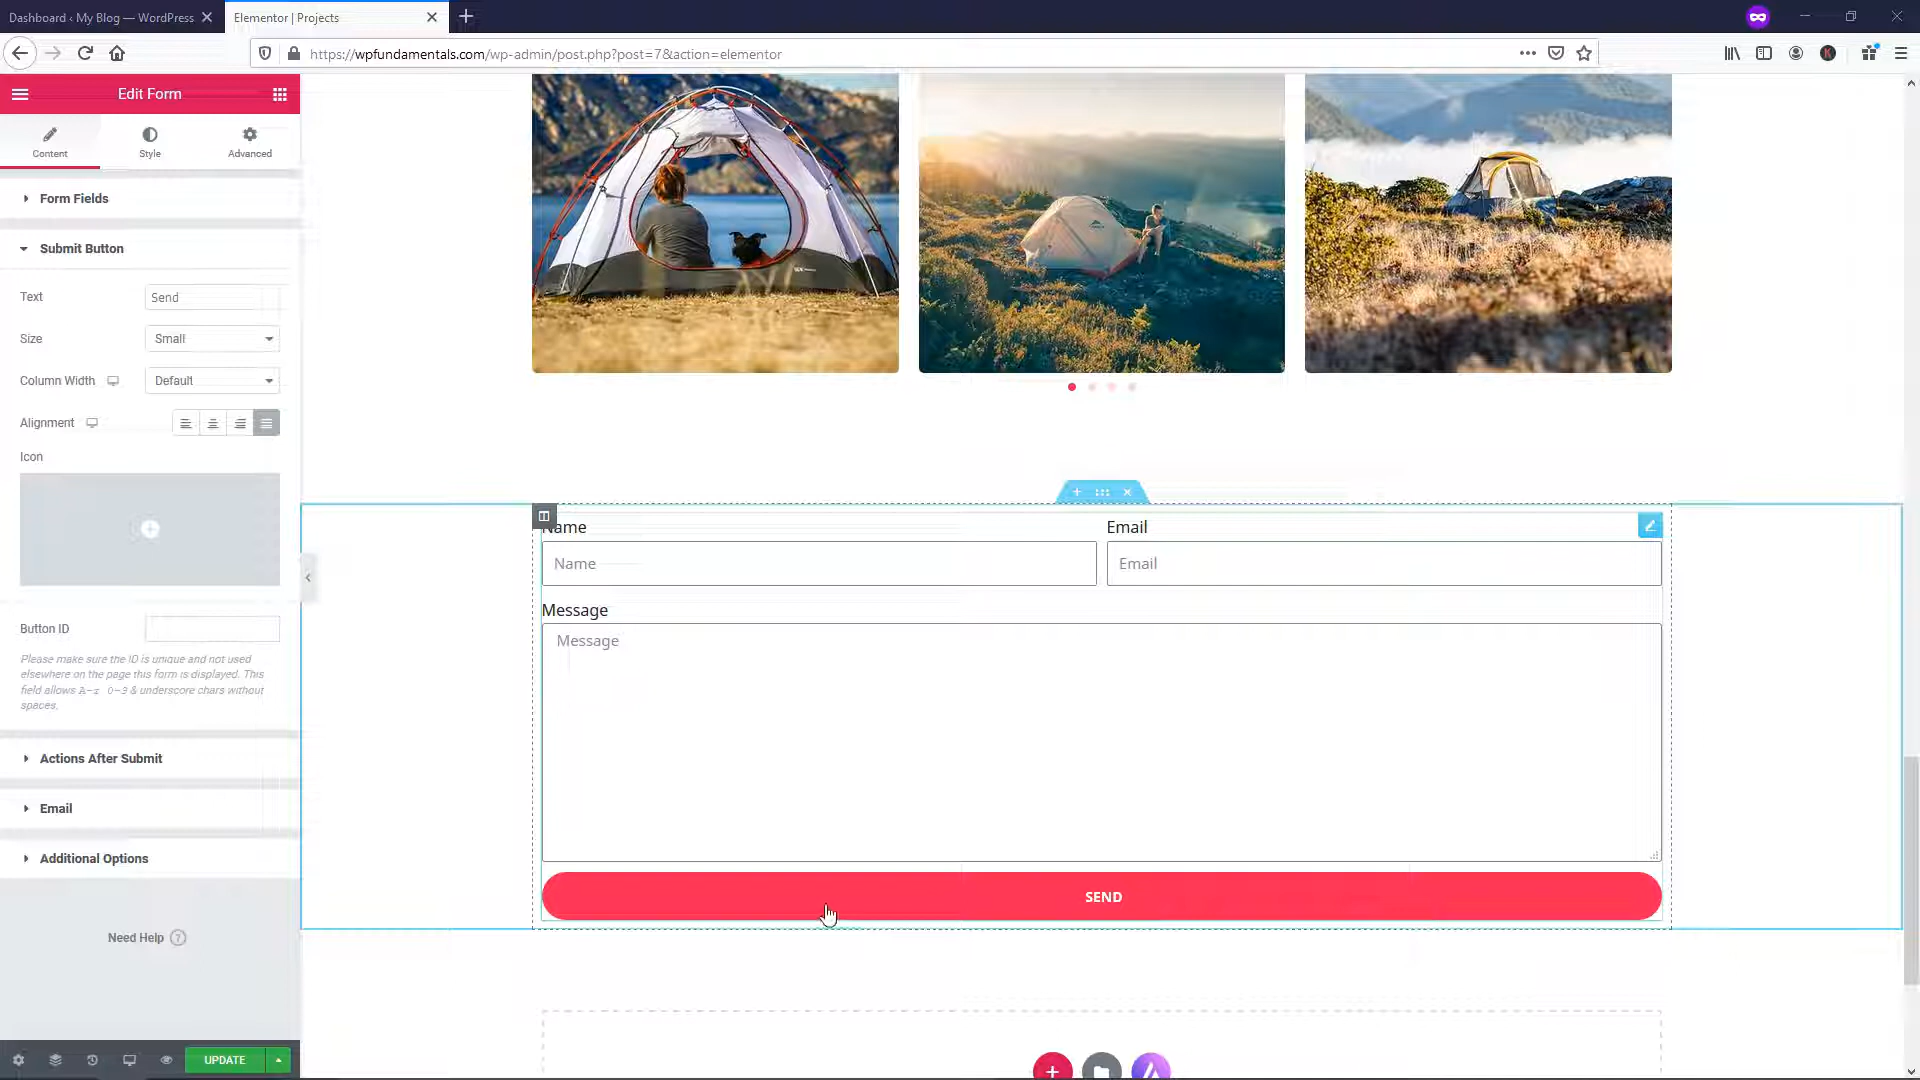 Dashboard ‹ My Blog — WordPress
Elementor | Projects
https://wpfundamentals.com/wp-admin/post.php?post=7&action=elementor
Edit Form
Content
Style
Advanced
Form Fields
Submit Button
Text
Send
Size
Small
Column Width
Default
Alignment
Icon
Button ID
Please make sure the ID is unique and not used
elsewhere on the page this form is displayed. This
field allows A-z 0-9 & underscore chars without
spaces.
Actions After Submit
Email
Additional Options
Need Help ?
UPDATE
Name
Email
Name
Email
Message
Message
SEND